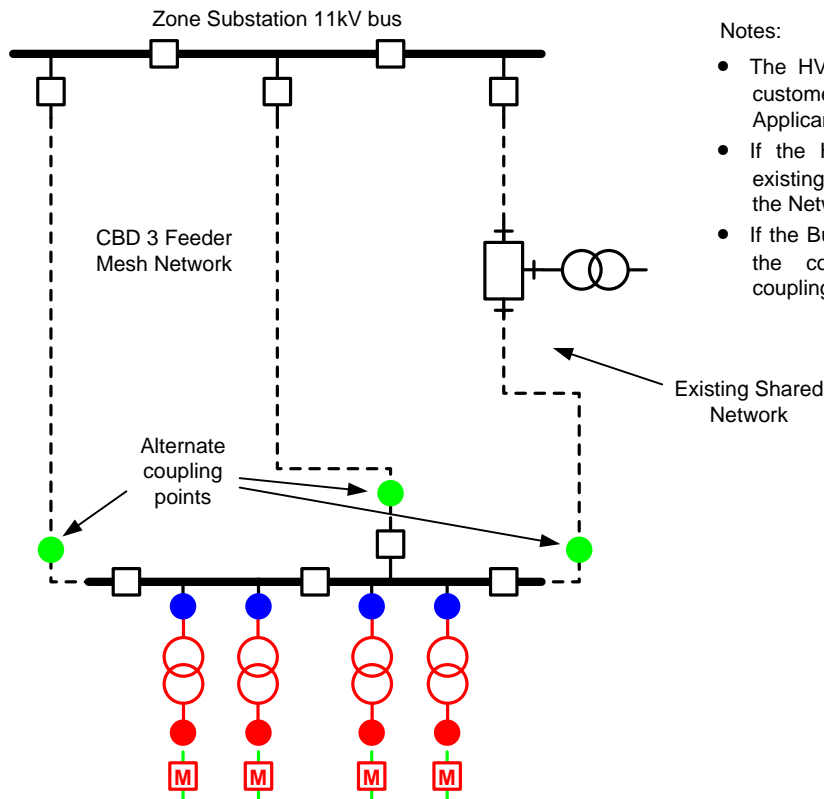 Zone Substation 11kV bus
Notes:
• The HV
custome
Applicar
• If the H
existing
the Netw
• If the Bu
the co
coupling
CBD 3 Feeder
Mesh Network
Existing Shared
Network
Alternate
coupling
points
M M M M